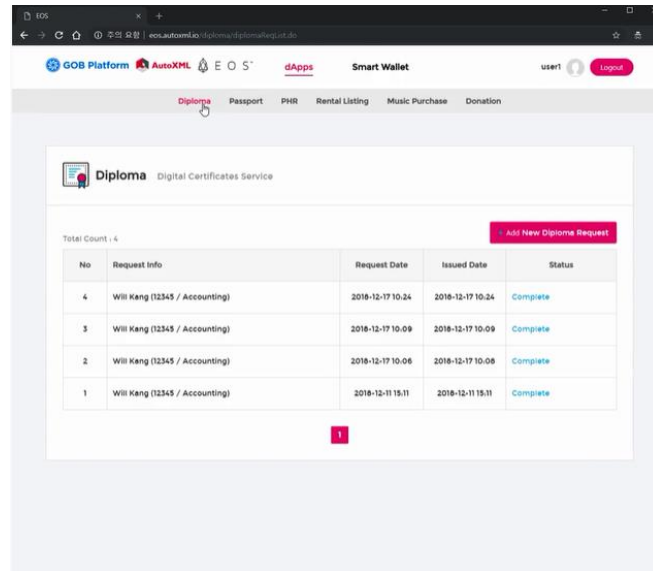 EOS
주의 요함 | eos.autoxml.io/diploma/diplomaReqList.do
GOB Platform AutoXML E O S dApps Smart Wallet user1 Logout
Diploma Passport PHR Rental Listing Music Purchase Donation
Diploma Digital Certificates Service
Total Count : 4
+ Add New Diploma Request
No Request Info Request Date Issued Date Status
4 Will Kang (12345 / Accounting) 2018-12-17 10:24 2018-12-17 10:24 Complete
3 Will Kang (12345 / Accounting) 2018-12-17 10:09 2018-12-17 10:09 Complete
2 Will Kang (12345 / Accounting) 2018-12-17 10:06 2018-12-17 10:08 Complete
1 Will Kang (12345 / Accounting) 2018-12-11 15:11 2018-12-11 15:11 Complete
1